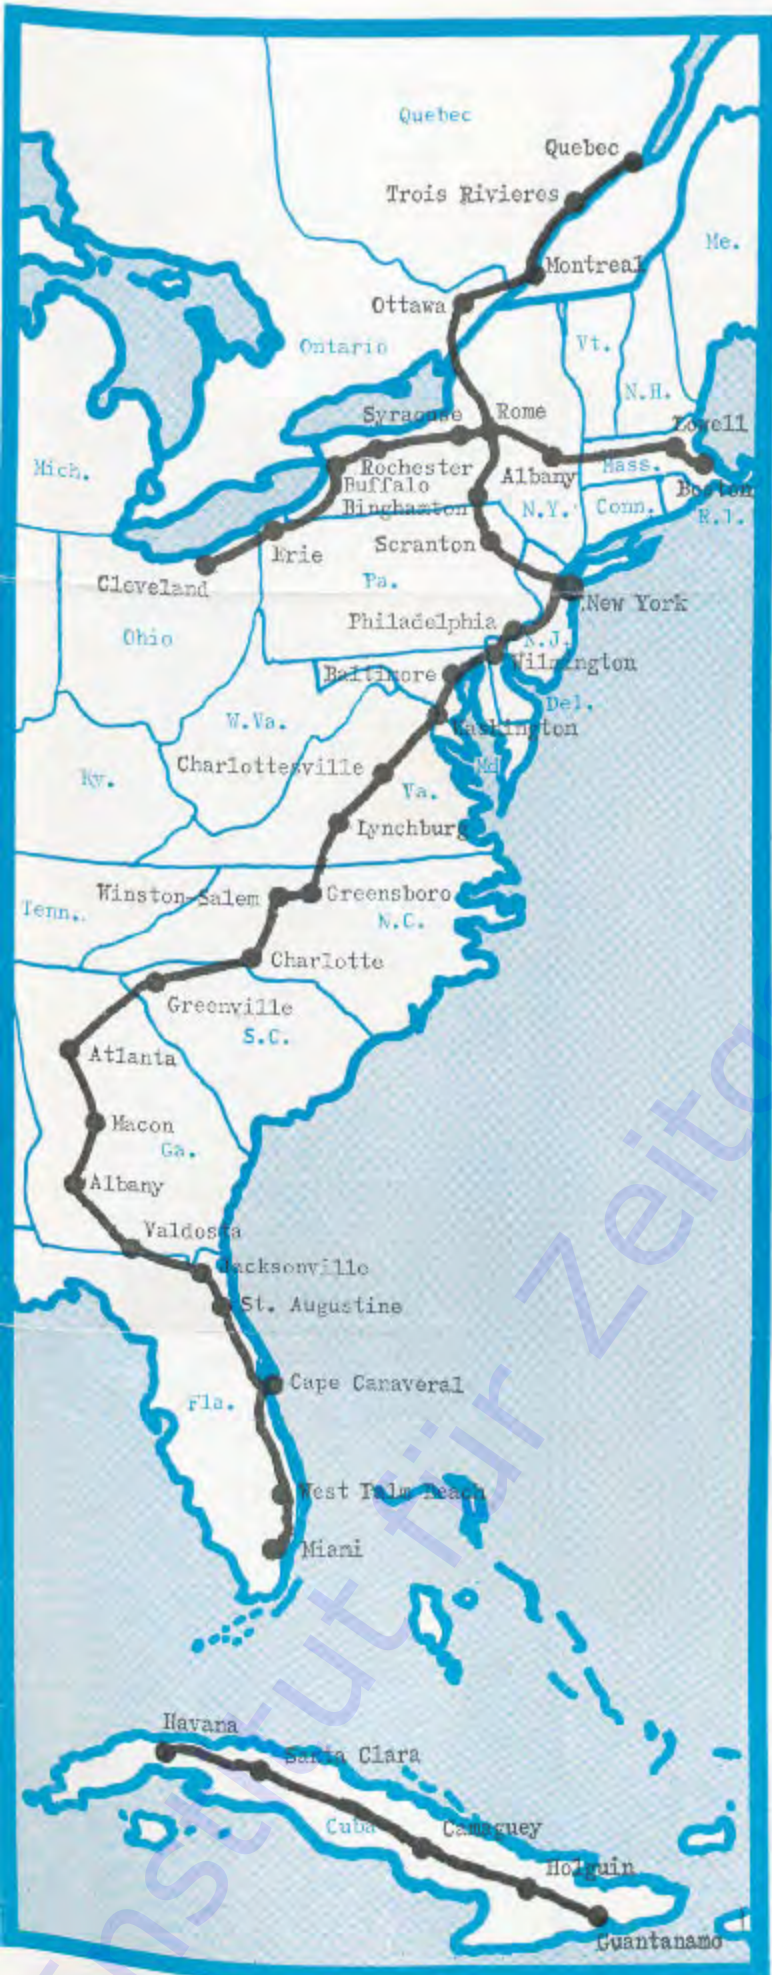 Quebec
Quebec
Trois Rivieres
Me.
Montreal
Ottawa
Ontario
Vt.
N.H.
Syracuse
Rome
Lowell
Mich.
Rochester
Albany
Mass.
Buffalo
Boston
Binghamton
N.Y.
Conn.
R.I.
Scranton
Erie
Cleveland
Pa.
New York
Philadelphia
Ohio
N.J.
Baltimore
Wilmington
Del.
W.Va.
Washington
Charlottesville
Md
Ky.
Va.
Lynchburg
Winston-Salem
Greensboro
Tenn.
N.C.
Charlotte
Greenville
S.C.
Atlanta
Macon
Ga.
Albany
Valdosta
Jacksonville
St. Augustine
Cape Canaveral
Fla.
West Palm Beach
Miami
Havana
Santa Clara
Cuba
Camaguey
Holguin
Guantanamo